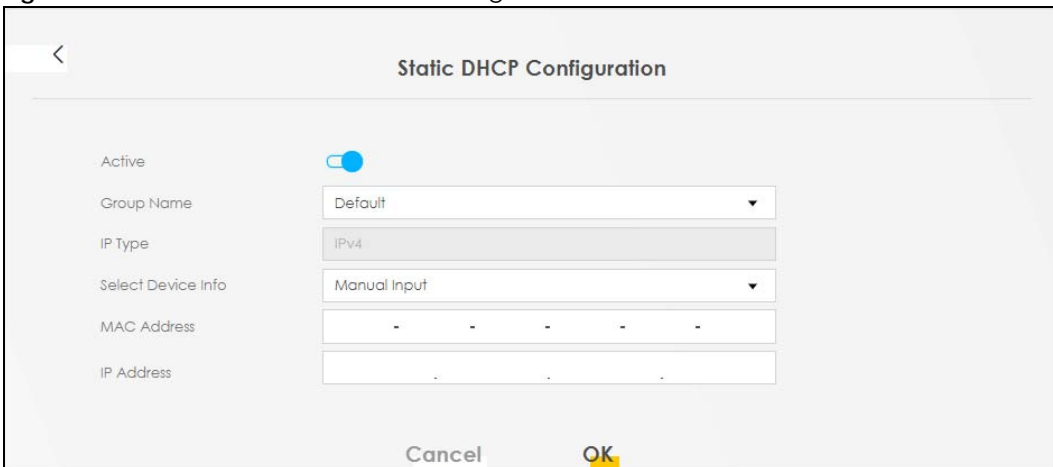 Static DHCP Configuration
Active
Group Name Default
IP Type IPv4
Select Device Info Manual Input
MAC Address - - - - -
IP Address . . .
Cancel OK